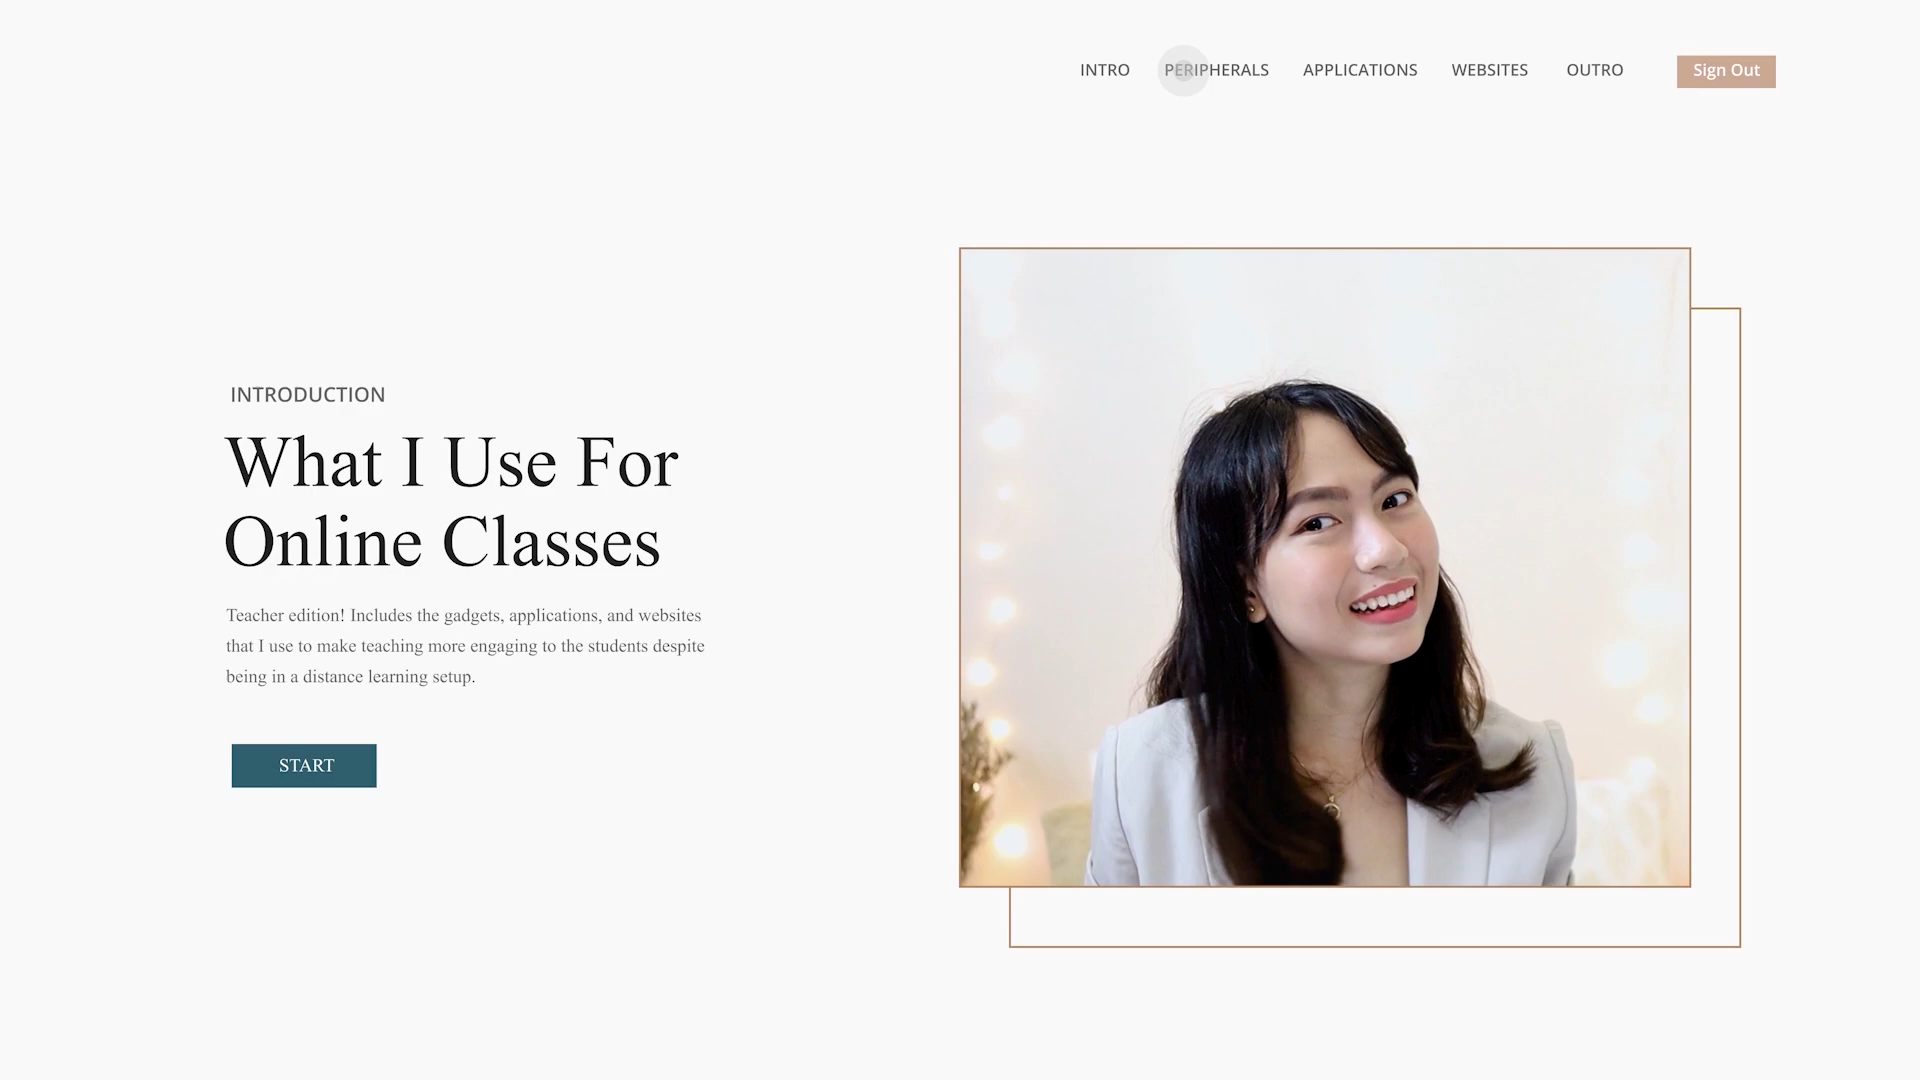 INTRO PERIPHERALS APPLICATIONS WEBSITES OUTRO Sign Out
INTRODUCTION
What I Use For
Online Classes
Teacher edition! Includes the gadgets, applications, and websites
that I use to make teaching more engaging to the students despite
being in a distance learning setup.
START